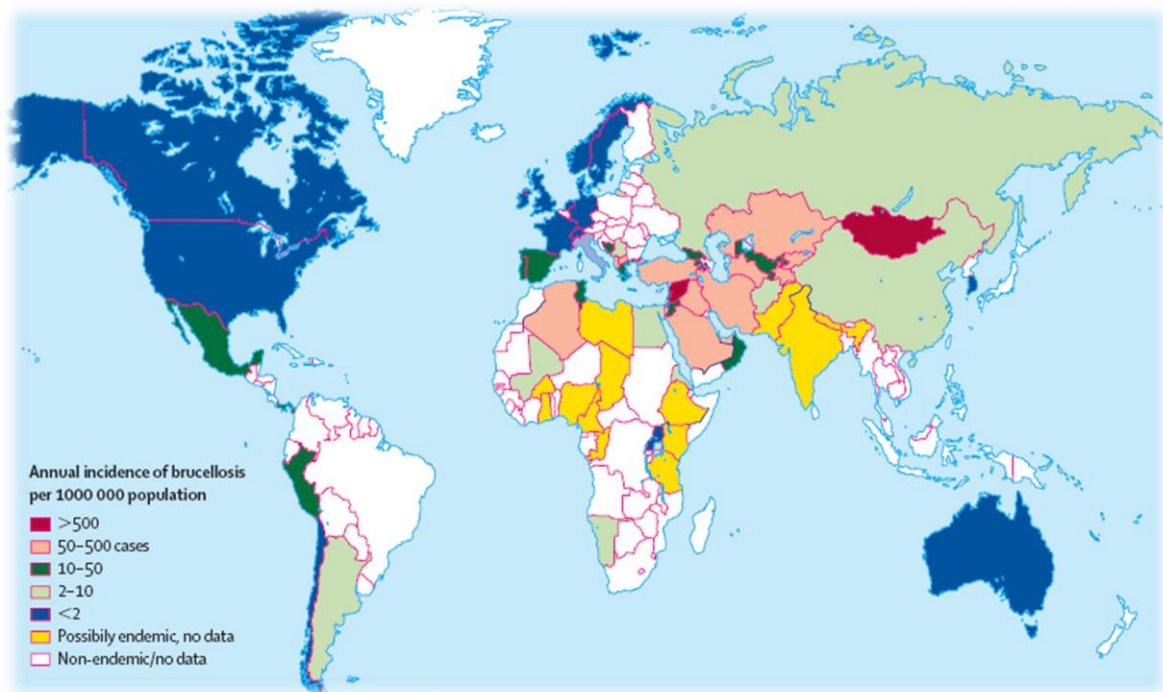 Annual incidence of brucellosis
per 1000 000 population
>500
50–500 cases
10–50
2–10
<2
Possibily endemic, no data
Non-endemic/no data